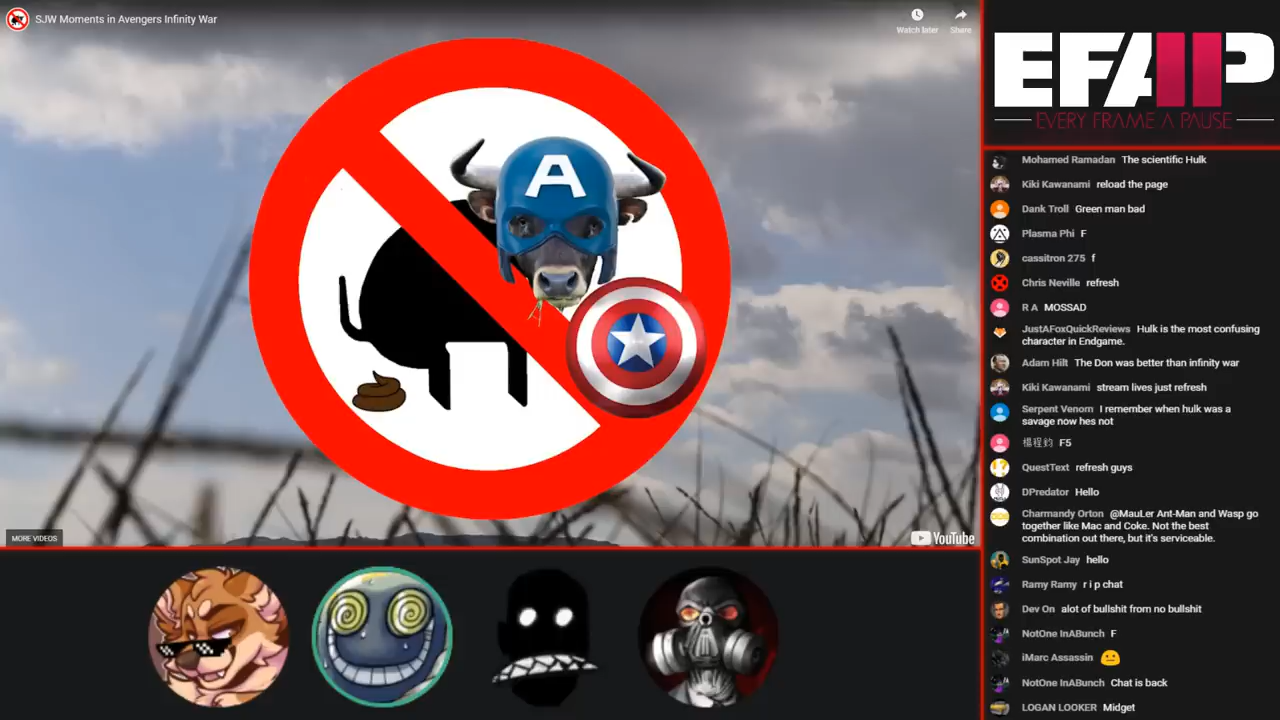 SJW Moments in Avengers Infinity War
Watch later
Share
A
MORE VIDEOS
YouTube
EFAP
EVERY FRAME A PAUSE
Mohamed Ramadan The scientific Hulk
Kiki Kawanami reload the page
Dank Troll Green man bad
Plasma Phi F
cassitron 275 f
Chris Neville refresh
R A MOSSAD
JustAFoxQuickReviews Hulk is the most confusing
character in Endgame.
Adam Hilt The Don was better than infinity war
Kiki Kawanami stream lives just refresh
Serpent Venom I remember when hulk was a
savage now hes not
楊程鈞 F5
QuestText refresh guys
DPredator Hello
Charmandy Orton @MauLer Ant-Man and Wasp go
together like Mac and Coke. Not the best
combination out there, but it's serviceable.
SunSpot Jay hello
Ramy Ramy r i p chat
Dev On alot of bullshit from no bullshit
NotOne InABunch F
iMarc Assassin
NotOne InABunch Chat is back
LOGAN LOOKER Midget